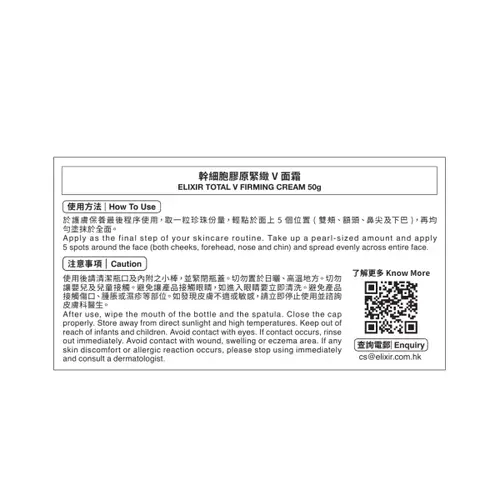 幹細胞膠原緊緻 V 面霜
ELIXIR TOTAL V FIRMING CREAM 50g
使用方法 | How To Use
於護膚保養最後程序使用，取一粒珍珠份量，輕點於面上 5 個位置 ( 雙頰、額頭、鼻尖及下巴 )，再均
勻塗抹於全面。
Apply as the final step of your skincare routine. Take up a pearl-sized amount and apply
5 spots around the face (both cheeks, forehead, nose and chin) and spread evenly across entire face.
注意事項 | Caution
使用後請清潔瓶口及內附之小棒，並緊閉瓶蓋。切勿置於日曬、高溫地方。切勿
讓嬰兒及兒童接觸。避免讓產品接觸眼睛，如進入眼睛要立即清洗。避免產品
接觸傷口、腫脹或濕疹等部位。如發現皮膚不適或敏感，請立即停止使用並諮詢
皮膚科醫生。
After use, wipe the mouth of the bottle and the spatula. Close the cap
properly. Store away from direct sunlight and high temperatures. Keep out of
reach of infants and children. Avoid contact with eyes. If contact occurs, rinse
out immediately. Avoid contact with wound, swelling or eczema area. If any
skin discomfort or allergic reaction occurs, please stop using immediately
and consult a dermatologist.
了解更多 Know More
查詢電郵 | Enquiry
cs@elixir.com.hk